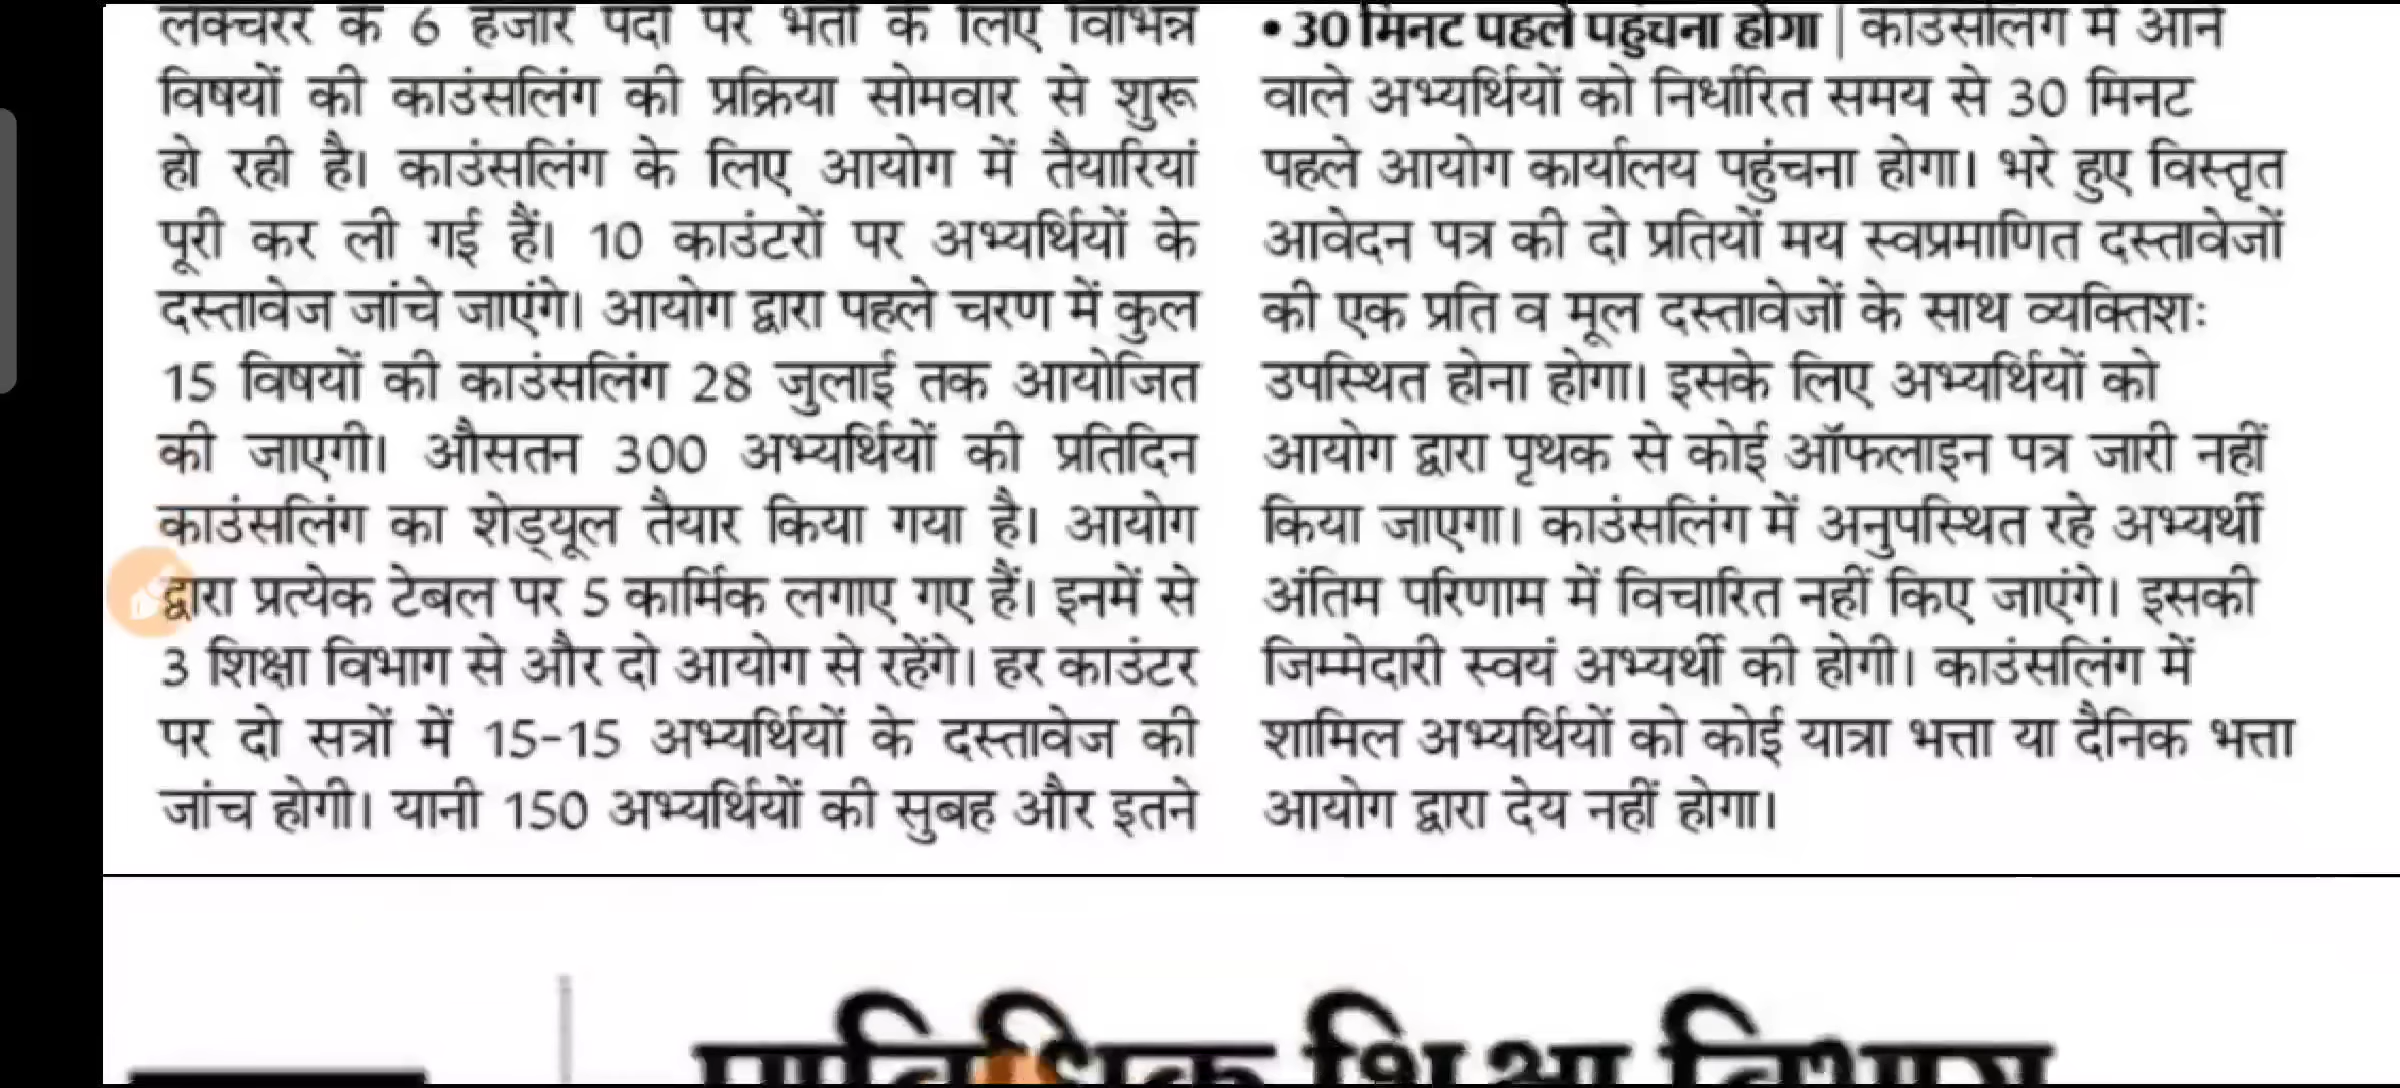 लेक्चरर के 6 हजार पदों पर भर्ती के लिए विभिन्न
विषयों की काउंसलिंग की प्रक्रिया सोमवार से शुरू
हो रही है। काउंसलिंग के लिए आयोग में तैयारियां
पूरी कर ली गई हैं। 10 काउंटरों पर अभ्यर्थियों के
दस्तावेज जांचे जाएंगे। आयोग द्वारा पहले चरण में कुल
15 विषयों की काउंसलिंग 28 जुलाई तक आयोजित
की जाएगी। औसतन 300 अभ्यर्थियों की प्रतिदिन
काउंसलिंग का शेड्यूल तैयार किया गया है। आयोग
द्वारा प्रत्येक टेबल पर 5 कार्मिक लगाए गए हैं। इनमें से
3 शिक्षा विभाग से और दो आयोग से रहेंगे। हर काउंटर
पर दो सत्रों में 15-15 अभ्यर्थियों के दस्तावेज की
जांच होगी। यानी 150 अभ्यर्थियों की सुबह और इतने
• 30 मिनट पहले पहुंचना होगा | काउंसलिंग में आने
वाले अभ्यर्थियों को निर्धारित समय से 30 मिनट
पहले आयोग कार्यालय पहुंचना होगा। भरे हुए विस्तृत
आवेदन पत्र की दो प्रतियों मय स्वप्रमाणित दस्तावेजों
की एक प्रति व मूल दस्तावेजों के साथ व्यक्तिशः
उपस्थित होना होगा। इसके लिए अभ्यर्थियों को
आयोग द्वारा पृथक से कोई ऑफलाइन पत्र जारी नहीं
किया जाएगा। काउंसलिंग में अनुपस्थित रहे अभ्यर्थी
अंतिम परिणाम में विचारित नहीं किए जाएंगे। इसकी
जिम्मेदारी स्वयं अभ्यर्थी की होगी। काउंसलिंग में
शामिल अभ्यर्थियों को कोई यात्रा भत्ता या दैनिक भत्ता
आयोग द्वारा देय नहीं होगा।
शिक्षा विभाग